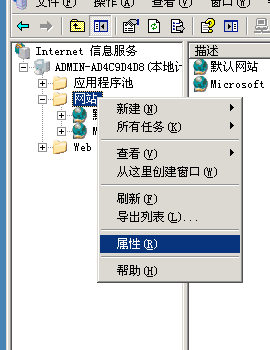 文件(F) 操作(A) 查看(V) 窗口(W)
Internet 信息服务
ADMIN-AD4C9D4D8(本地计
应用程序池
网站
Web
描述
默认网站
Microsoft
新建(N)
所有任务(K)
查看(V)
从这里创建窗口(W)
刷新(F)
导出列表(L)...
属性(R)
帮助(H)